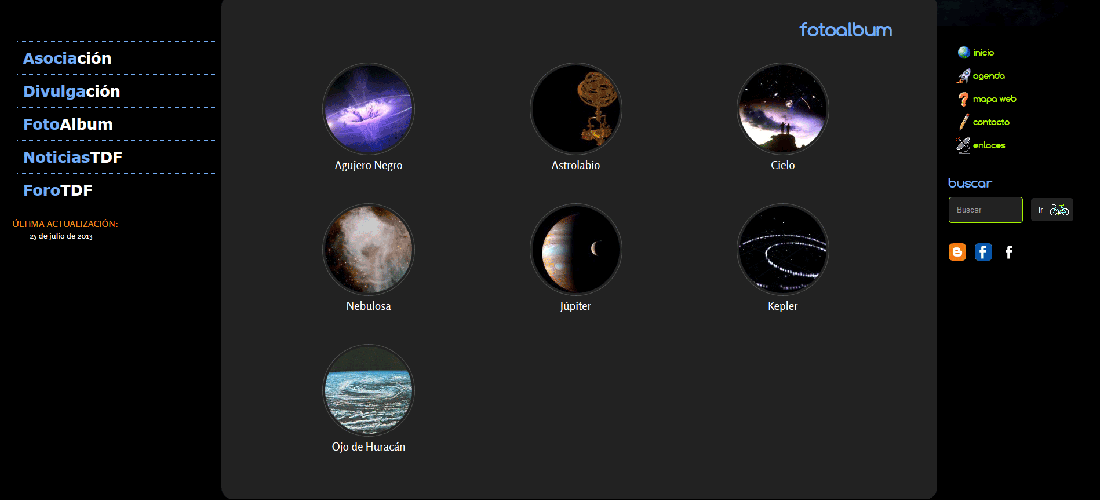 AsociaciÓn
DivulgaciÓn
FotoAlbum
NoticiasTDF
ForoTDF
ÚLTIMA ACTUALIZACIÓN:
23 de julio de 2013
fotoalbum
Agujero Negro
Astrolabio
Cielo
Nebulosa
Júpiter
Kepler
Ojo de Huracán
inicio
agenda
mapa web
contacto
enlaces
buscar
Buscar
Ir